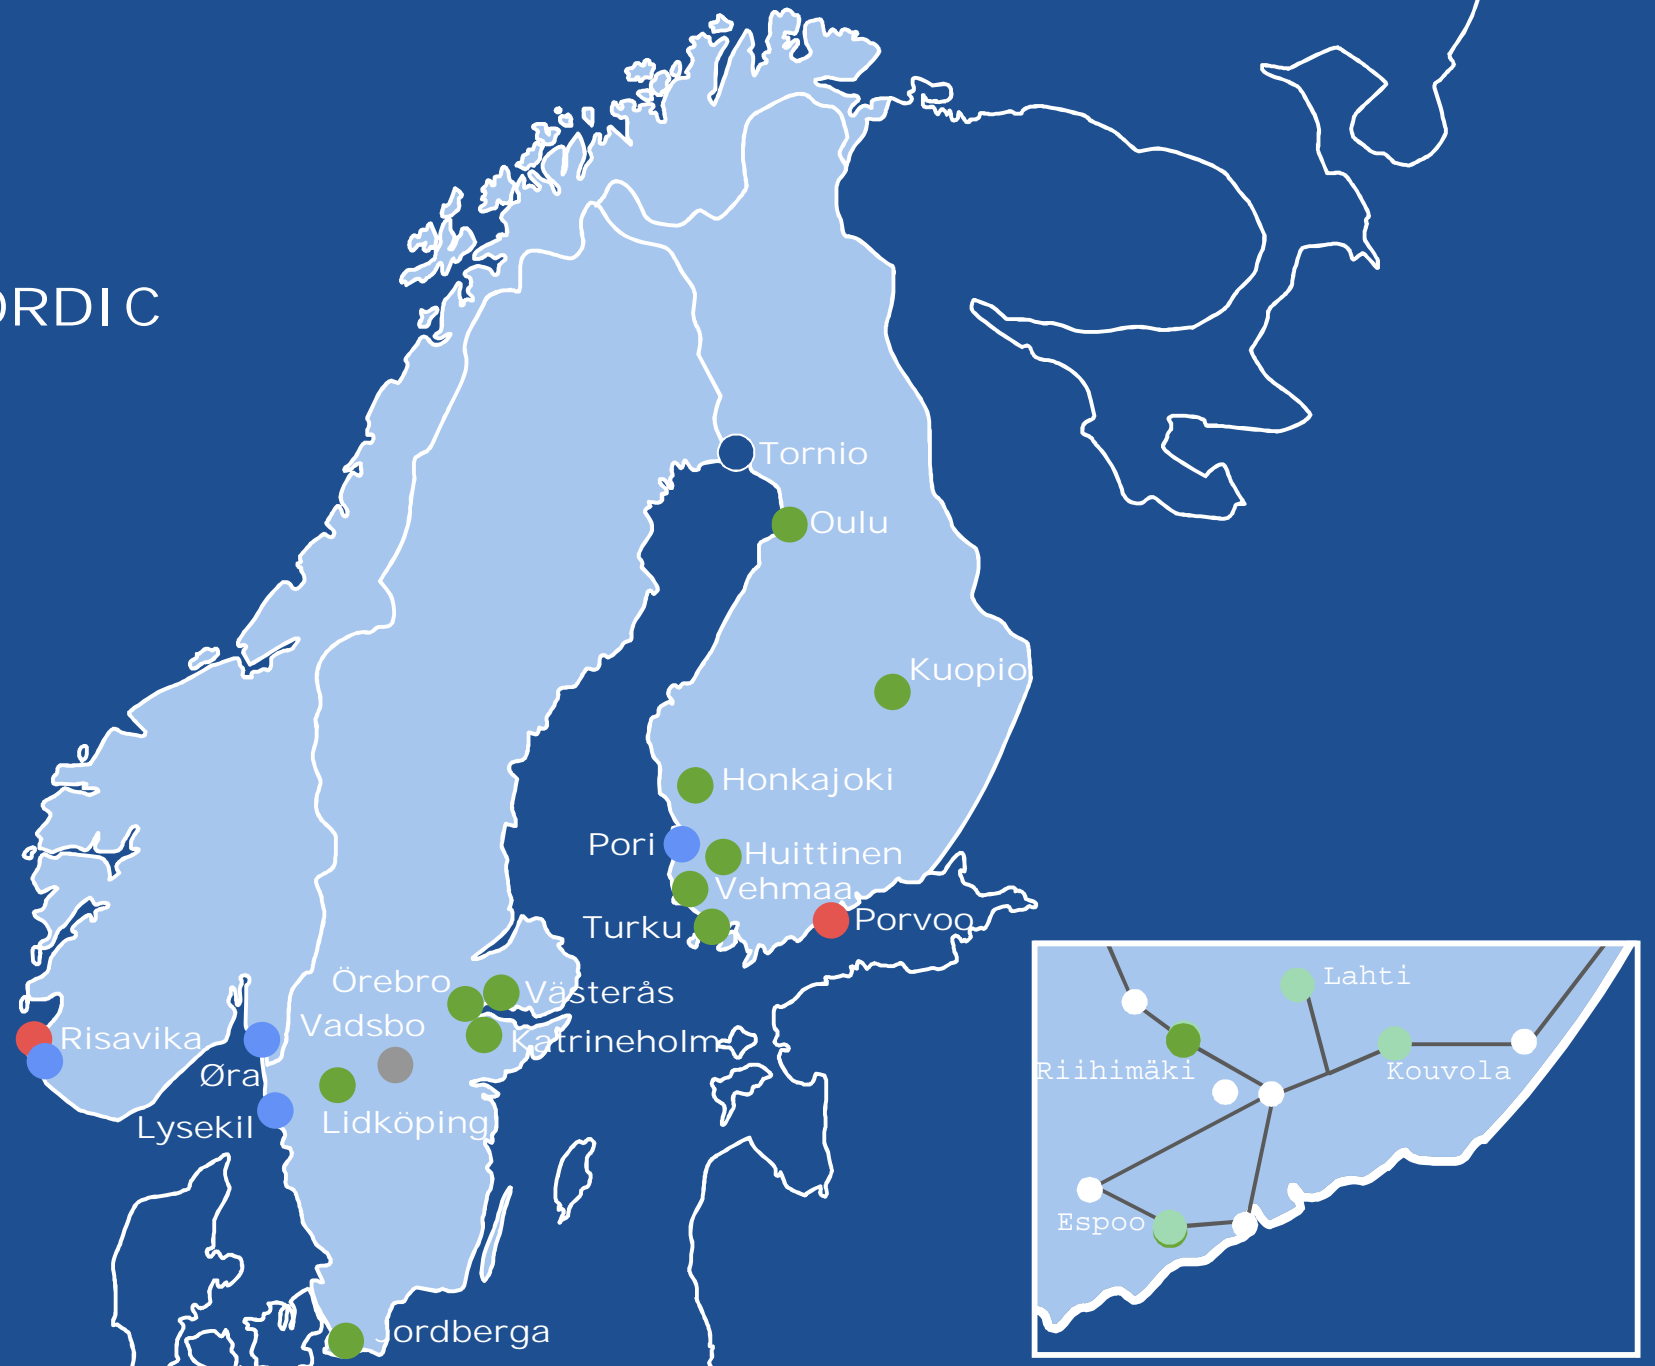 ORDIC
Tornio
Oulu
Kuopio
Honkajoki
Pori
Huittinen
Vehmaa
Turku
Porvoo
Örebro
Västerås
Vadsbo
Katrineholm
Risavika
Øra
Lysekil
Lidköping
Jordberga
Lahti
Riihimäki
Kouvola
Espoo